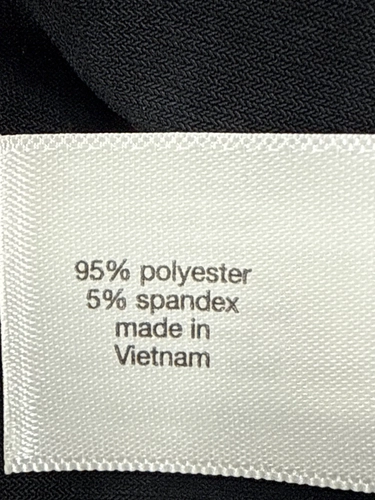 95% polyester
5% spandex
made in
Vietnam